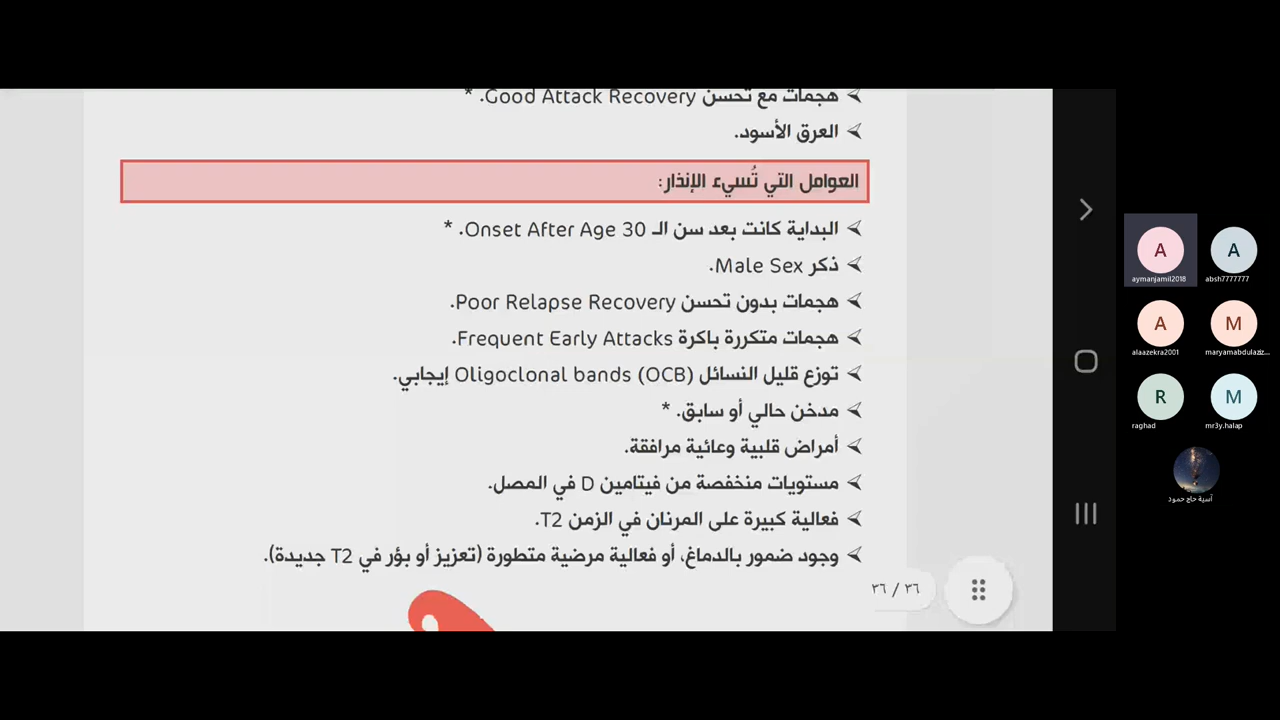 هجمات مع تحسن Good Attack Recovery. *
العرق الأسود.
العوامل التي تُسيء الإنذار:
البداية كانت بعد سن الـ Onset After Age 30. *
ذكر Male Sex.
هجمات بدون تحسن Poor Relapse Recovery.
هجمات متكررة باكرة Frequent Early Attacks.
توزع قليل النسائل Oligoclonal bands (OCB) إيجابي.
مدخن حالي أو سابق. *
أمراض قلبية وعائية مرافقة.
مستويات منخفضة من فيتامين D في المصل.
فعالية كبيرة على المرنان في الزمن T2.
وجود ضمور بالدماغ، أو فعالية مرضية متطورة (تعزيز أو بؤر في T2 جديدة).
٣٦ / ٣٦
A
aymanjamil2018
A
absh7777777
A
alaazekra2001
M
maryamabdulaziz...
R
raghad
M
mr3y.halap
آسية حاج حمود